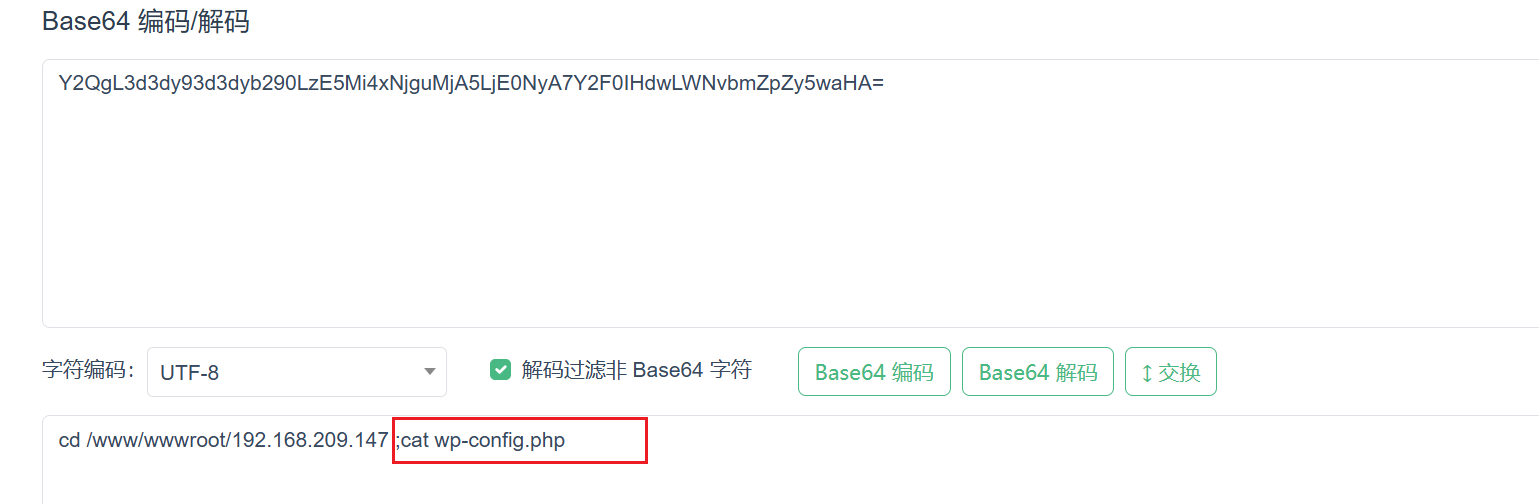 Base64 编码/解码
Y2QgL3d3dy93d3dyb290LzE5Mi4xNjguMjA5LjE0NyA7Y2F0IHdwLWNvbmZpZy5waHA=
字符编码： UTF-8 解码过滤非 Base64 字符 Base64 编码 Base64 解码 ↕ 交换
cd /www/wwwroot/192.168.209.147 ;cat wp-config.php